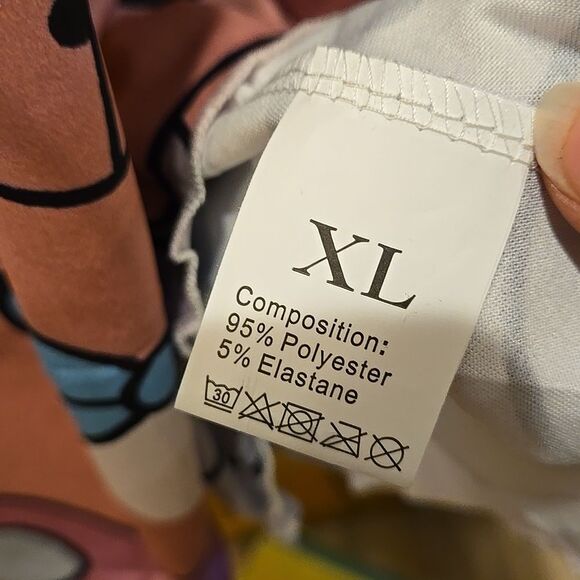 XL
Composition:
95% Polyester
5% Elastane
30